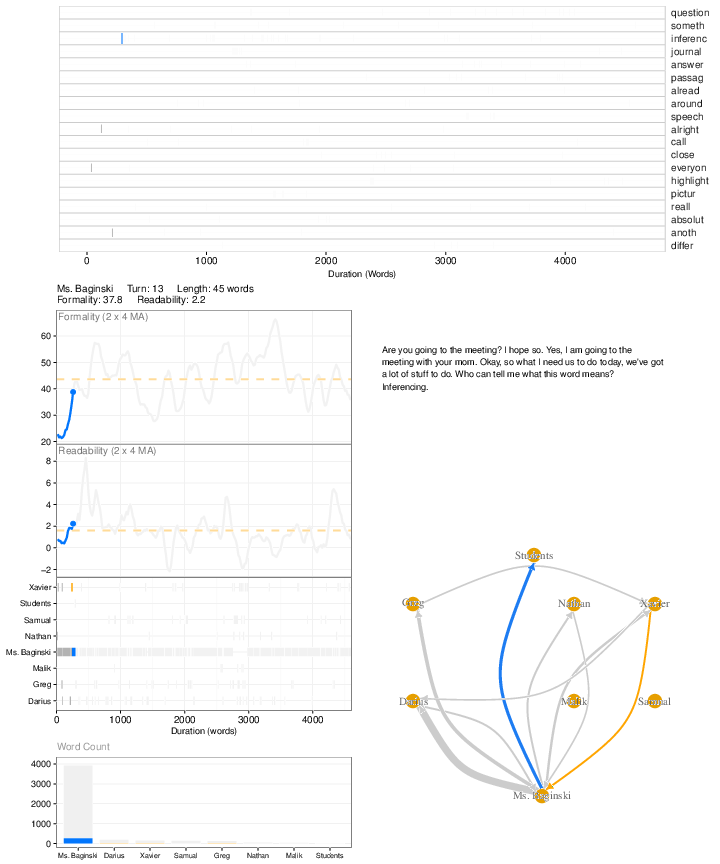 question
someth
inferenc
journal
answer
passag
alread
around
speech
alright
call
close
everyon
highlight
pictur
reall
absolut
anoth
differ
0 1000 2000 3000 4000
Duration (Words)
Ms. Baginski Turn: 13 Length: 45 words
Formality: 37.8 Readability: 2.2
Formality (2 x 4 MA)
60
50
40
30
20
Readability (2 x 4 MA)
8
6
4
2
0
−2
Xavier
Students
Samual
Nathan
Ms. Baginski
Malik
Greg
Darius
0 1000 2000 3000 4000
Duration (words)
Word Count
4000
3000
2000
1000
0
Ms. Baginski Darius Xavier Samual Greg Nathan Malik Students
Are you going to the meeting? I hope so. Yes, I am going to the
meeting with your mom. Okay, so what I need us to do today, we've got
a lot of stuff to do. Who can tell me what this word means?
Inferencing.
Students
Greg Nathan Xavier
Darius Malik Samual
Ms. Baginski